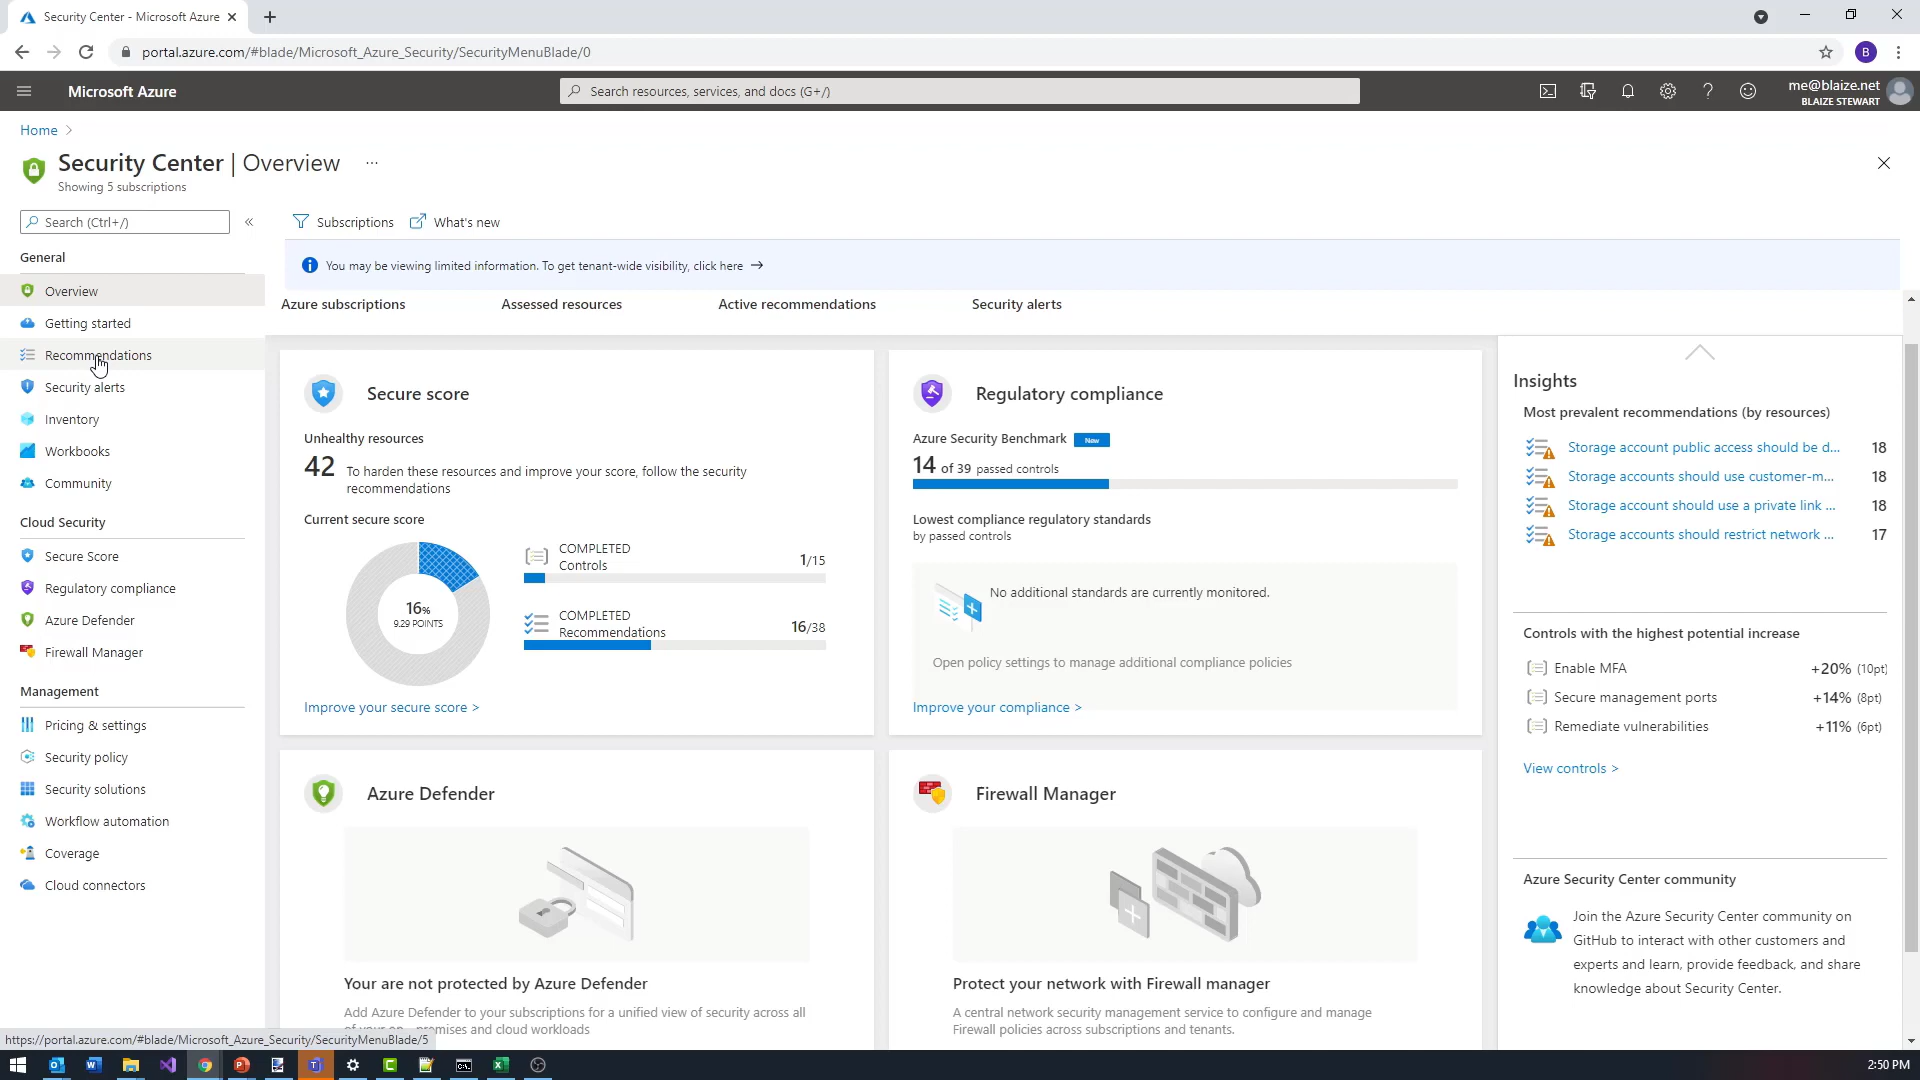 Security Center - Microsoft Azure
portal.azure.com/#blade/Microsoft_Azure_Security/SecurityMenuBlade/0
B
Microsoft Azure
Search resources, services, and docs (G+/)
me@blaize.net
BLAIZE STEWART
Home
Security Center | Overview
Showing 5 subscriptions
Search (Ctrl+/)
General
Overview
Getting started
Recommendations
Security alerts
Inventory
Workbooks
Community
Cloud Security
Secure Score
Regulatory compliance
Azure Defender
Firewall Manager
Management
Pricing & settings
Security policy
Security solutions
Workflow automation
Coverage
Cloud connectors
Subscriptions
What's new
You may be viewing limited information. To get tenant-wide visibility, click here →
Azure subscriptions
Assessed resources
Active recommendations
Security alerts
Secure score
Unhealthy resources
42 To harden these resources and improve your score, follow the security
recommendations
Current secure score
16%
9.29 POINTS
COMPLETED
Controls
1/15
COMPLETED
Recommendations
16/38
Improve your secure score >
Regulatory compliance
Azure Security Benchmark New
14 of 39 passed controls
Lowest compliance regulatory standards
by passed controls
No additional standards are currently monitored.
Open policy settings to manage additional compliance policies
Improve your compliance >
Azure Defender
Your are not protected by Azure Defender
Add Azure Defender to your subscriptions for a unified view of security across all
premises and cloud workloads
Firewall Manager
Protect your network with Firewall manager
A central network security management service to configure and manage
Firewall policies across subscriptions and tenants.
Insights
Most prevalent recommendations (by resources)
Storage account public access should be d... 18
Storage accounts should use customer-m... 18
Storage account should use a private link ... 18
Storage accounts should restrict network ... 17
Controls with the highest potential increase
Enable MFA +20% (10pt)
Secure management ports +14% (8pt)
Remediate vulnerabilities +11% (6pt)
View controls >
Azure Security Center community
Join the Azure Security Center community on
GitHub to interact with other customers and
experts and learn, provide feedback, and share
knowledge about Security Center.
https://portal.azure.com/#blade/Microsoft_Azure_Security/SecurityMenuBlade/5
2:50 PM